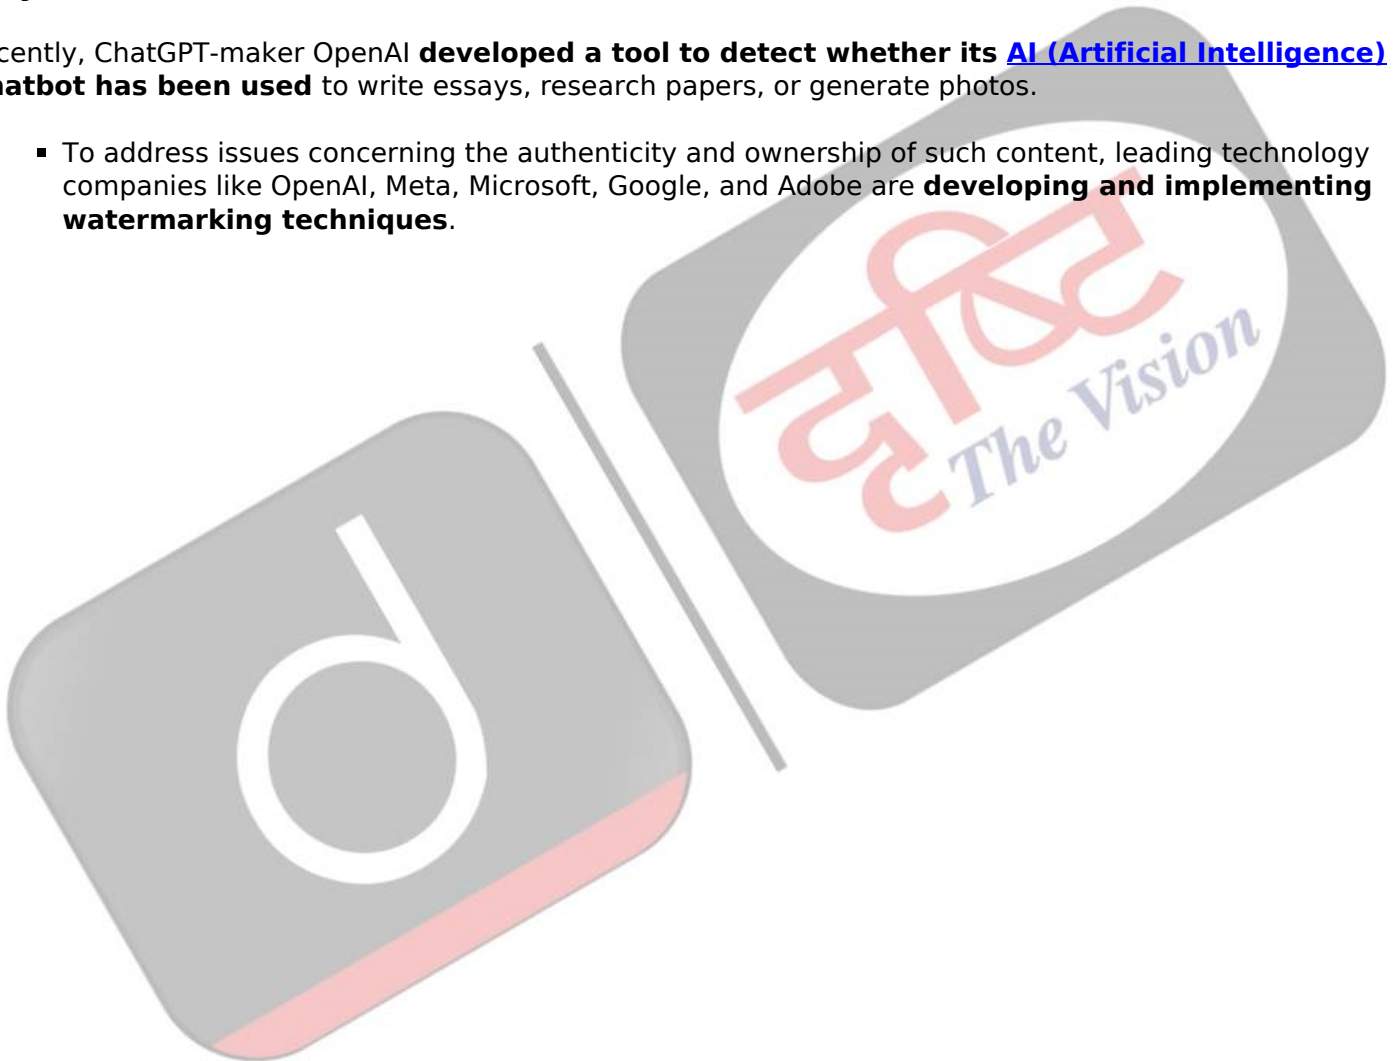 cently, ChatGPT-maker OpenAI developed a tool to detect whether its AI (Artificial Intelligence)
hatbot has been used to write essays, research papers, or generate photos.
To address issues concerning the authenticity and ownership of such content, leading technology
companies like OpenAI, Meta, Microsoft, Google, and Adobe are developing and implementing
watermarking techniques.
दृष्टि
The Vision
d